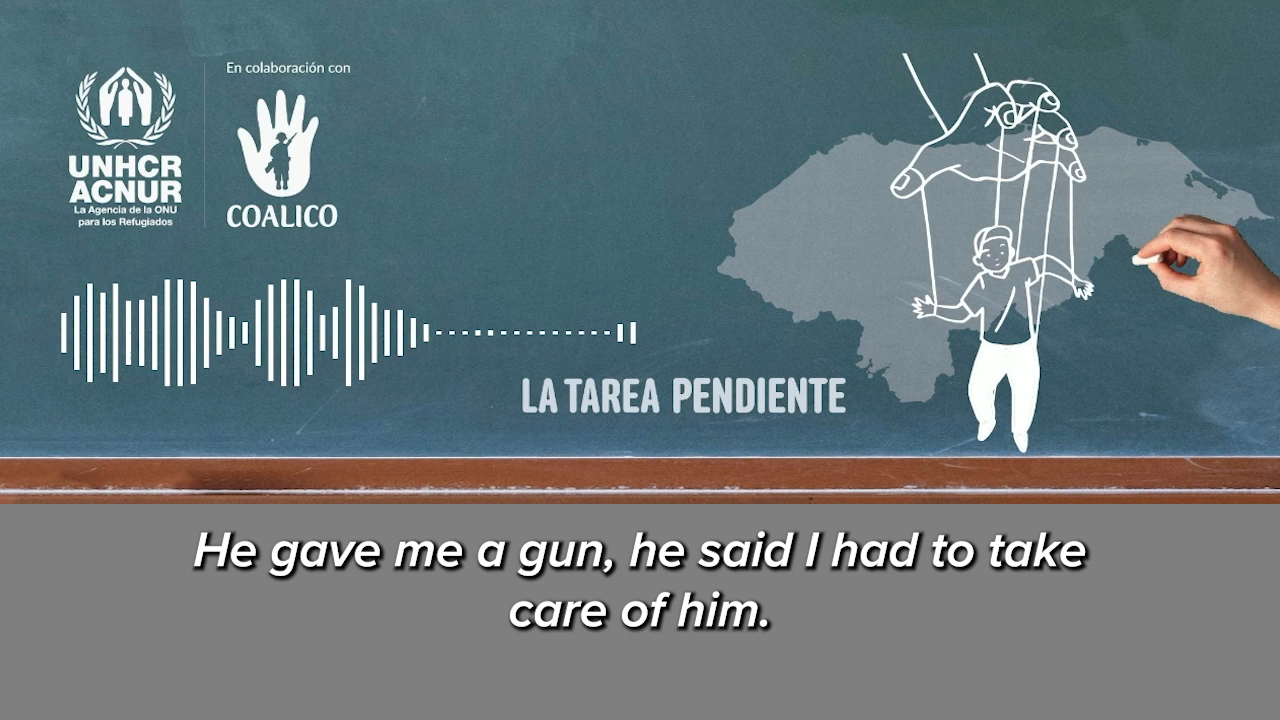 En colaboración con
UNHCR
ACNUR
La Agencia de la ONU
para los Refugiados
COALICO
LA TAREA PENDIENTE
He gave me a gun, he said I had to take
care of him.